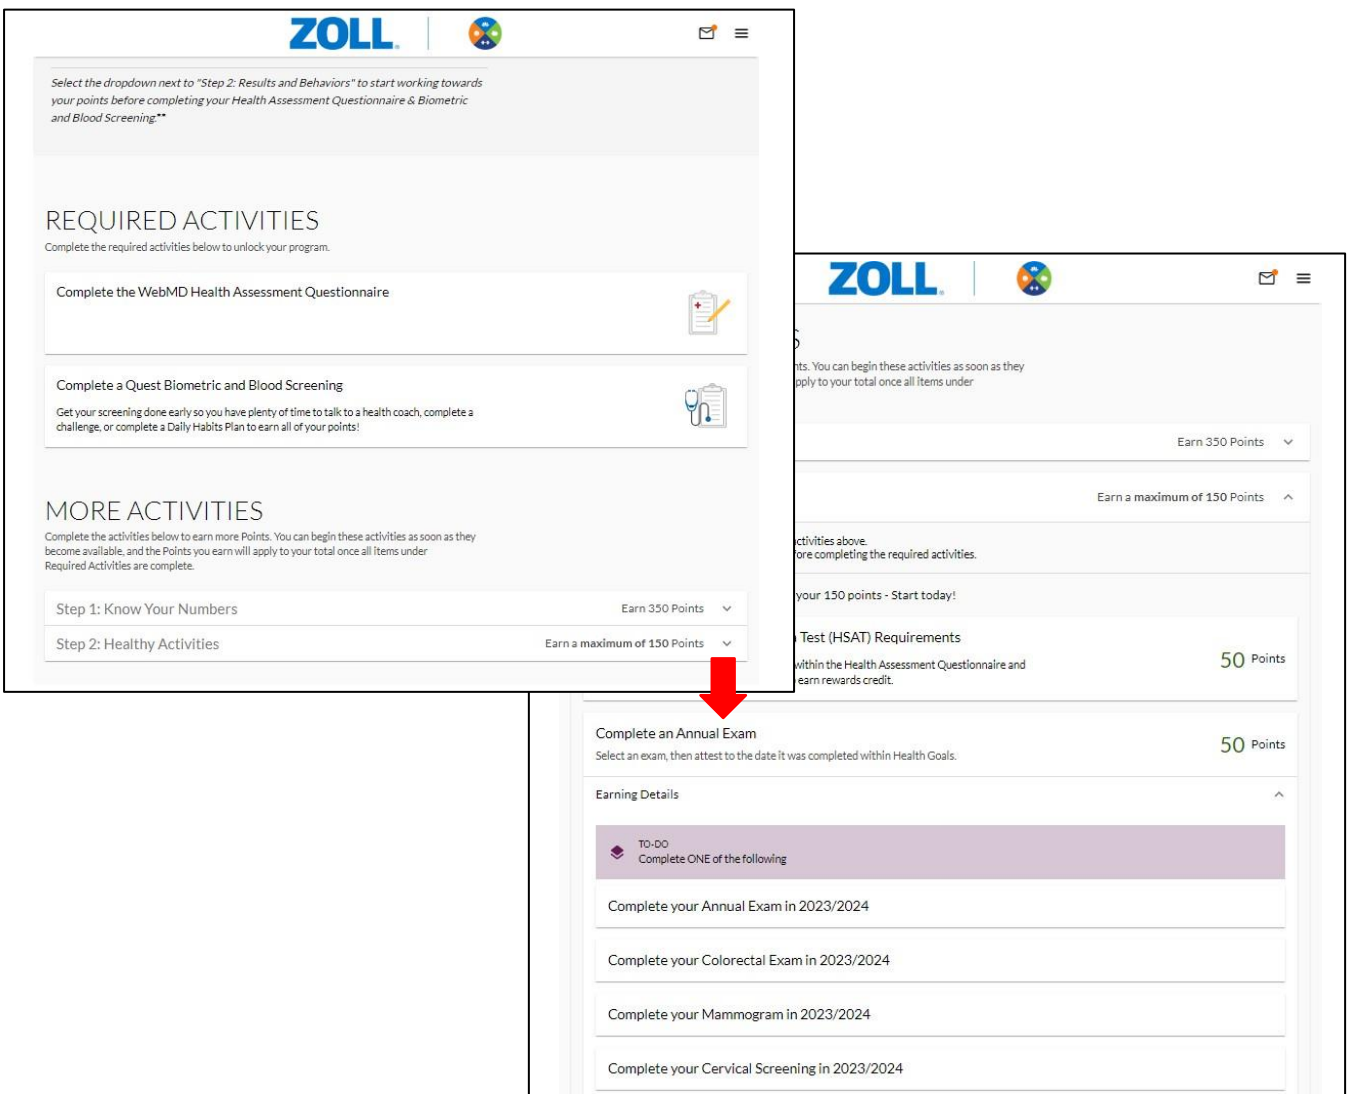 ZOLL.
Select the dropdown next to "Step 2: Results and Behaviors" to start working towards
your points before completing your Health Assessment Questionnaire & Biometric
and Blood Screening.**
REQUIRED ACTIVITIES
Complete the required activities below to unlock your program.
Complete the WebMD Health Assessment Questionnaire
Complete a Quest Biometric and Blood Screening
Get your screening done early so you have plenty of time to talk to a health coach, complete a
challenge, or complete a Daily Habits Plan to earn all of your points!
MORE ACTIVITIES
Complete the activities below to earn more Points. You can begin these activities as soon as they
become available, and the Points you earn will apply to your total once all items under
Required Activities are complete.
Step 1: Know Your Numbers Earn 350 Points
Step 2: Healthy Activities Earn a maximum of 150 Points
ZOLL.
S
nts. You can begin these activities as soon as they
pply to your total once all items under
Earn 350 Points
Earn a maximum of 150 Points
ctivities above.
fore completing the required activities.
your 150 points - Start today!
Test (HSAT) Requirements
within the Health Assessment Questionnaire and
earn rewards credit.
50 Points
Complete an Annual Exam
Select an exam, then attest to the date it was completed within Health Goals.
50 Points
Earning Details
TO-DO
Complete ONE of the following
Complete your Annual Exam in 2023/2024
Complete your Colorectal Exam in 2023/2024
Complete your Mammogram in 2023/2024
Complete your Cervical Screening in 2023/2024